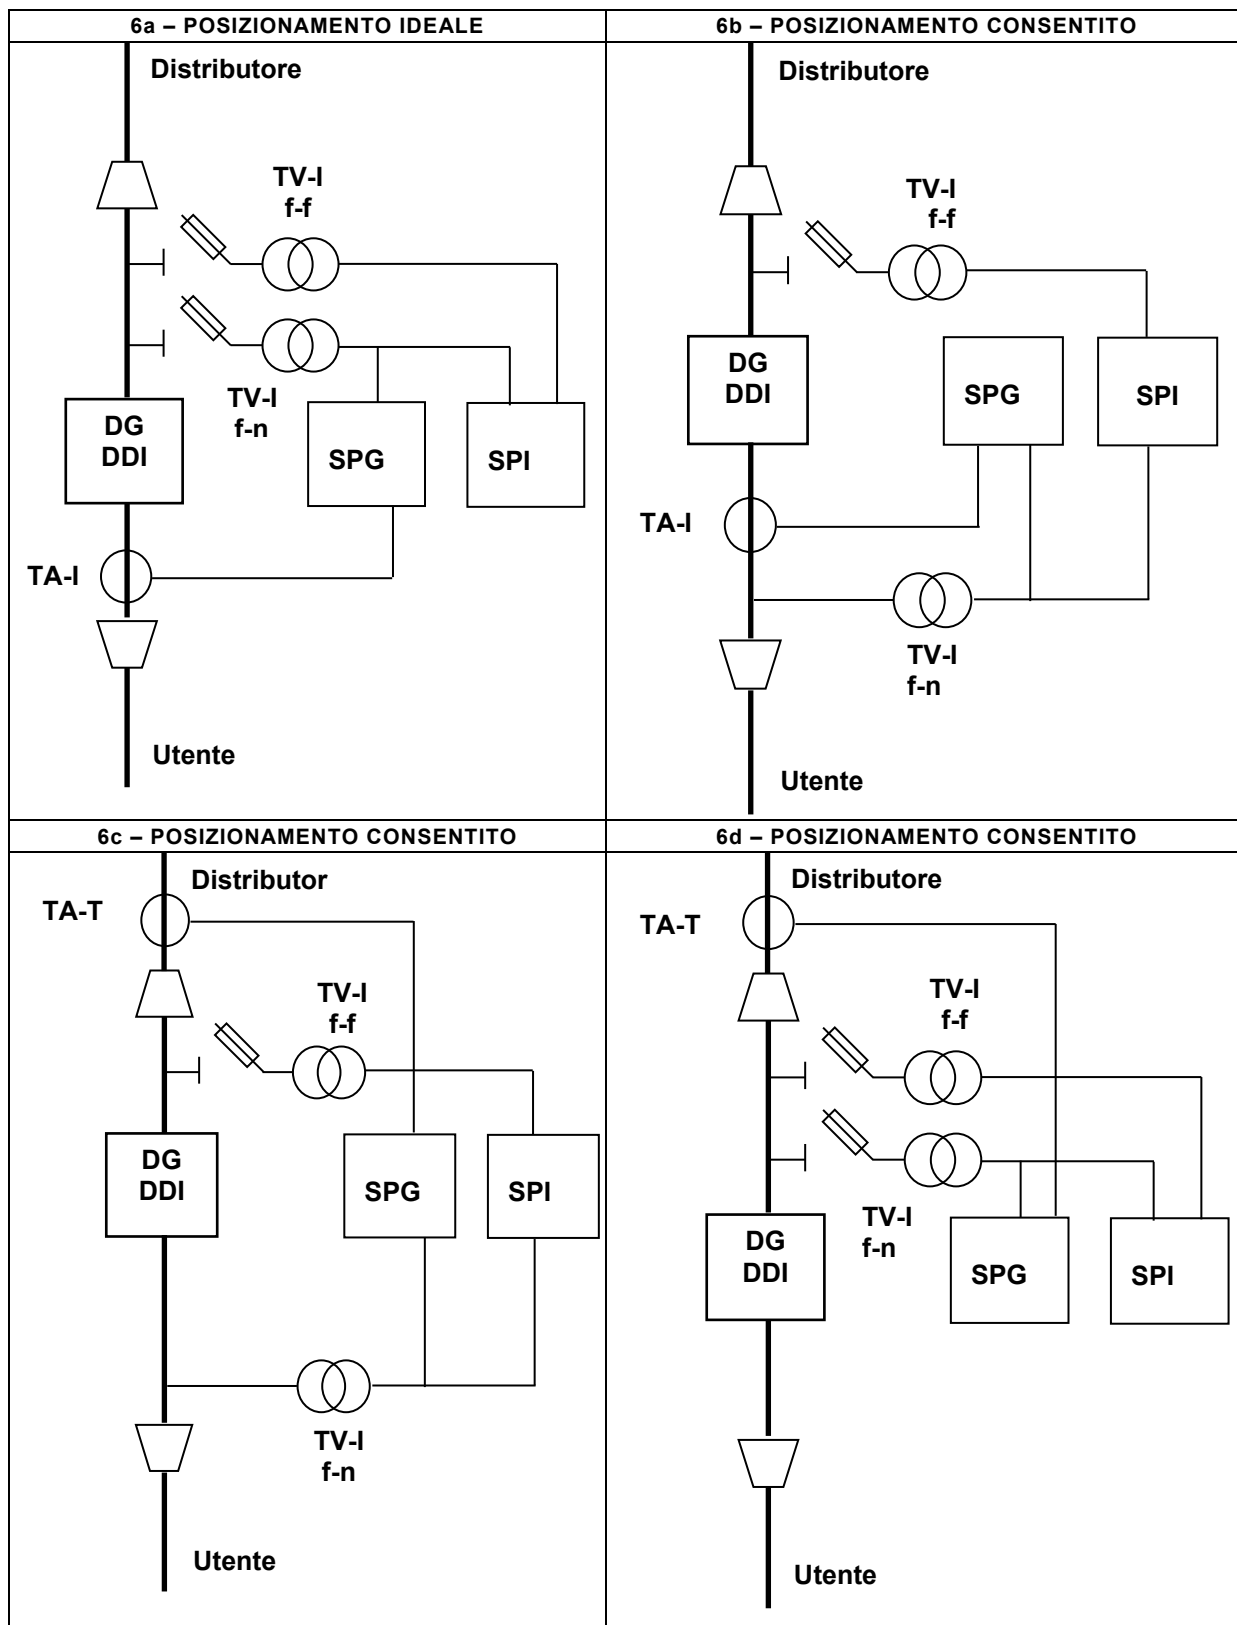 6a – POSIZIONAMENTO IDEALE
Distributore
TV-I
f-f
TV-I
f-n
DG
DDI
SPG
SPI
TA-I
Utente
6b – POSIZIONAMENTO CONSENTITO
Distributore
TV-I
f-f
DG
DDI
SPG
SPI
TA-I
TV-I
f-n
Utente
6c – POSIZIONAMENTO CONSENTITO
Distributor
TA-T
TV-I
f-f
DG
DDI
SPG
SPI
TV-I
f-n
Utente
6d – POSIZIONAMENTO CONSENTITO
Distributore
TA-T
TV-I
f-f
TV-I
f-n
DG
DDI
SPG
SPI
Utente